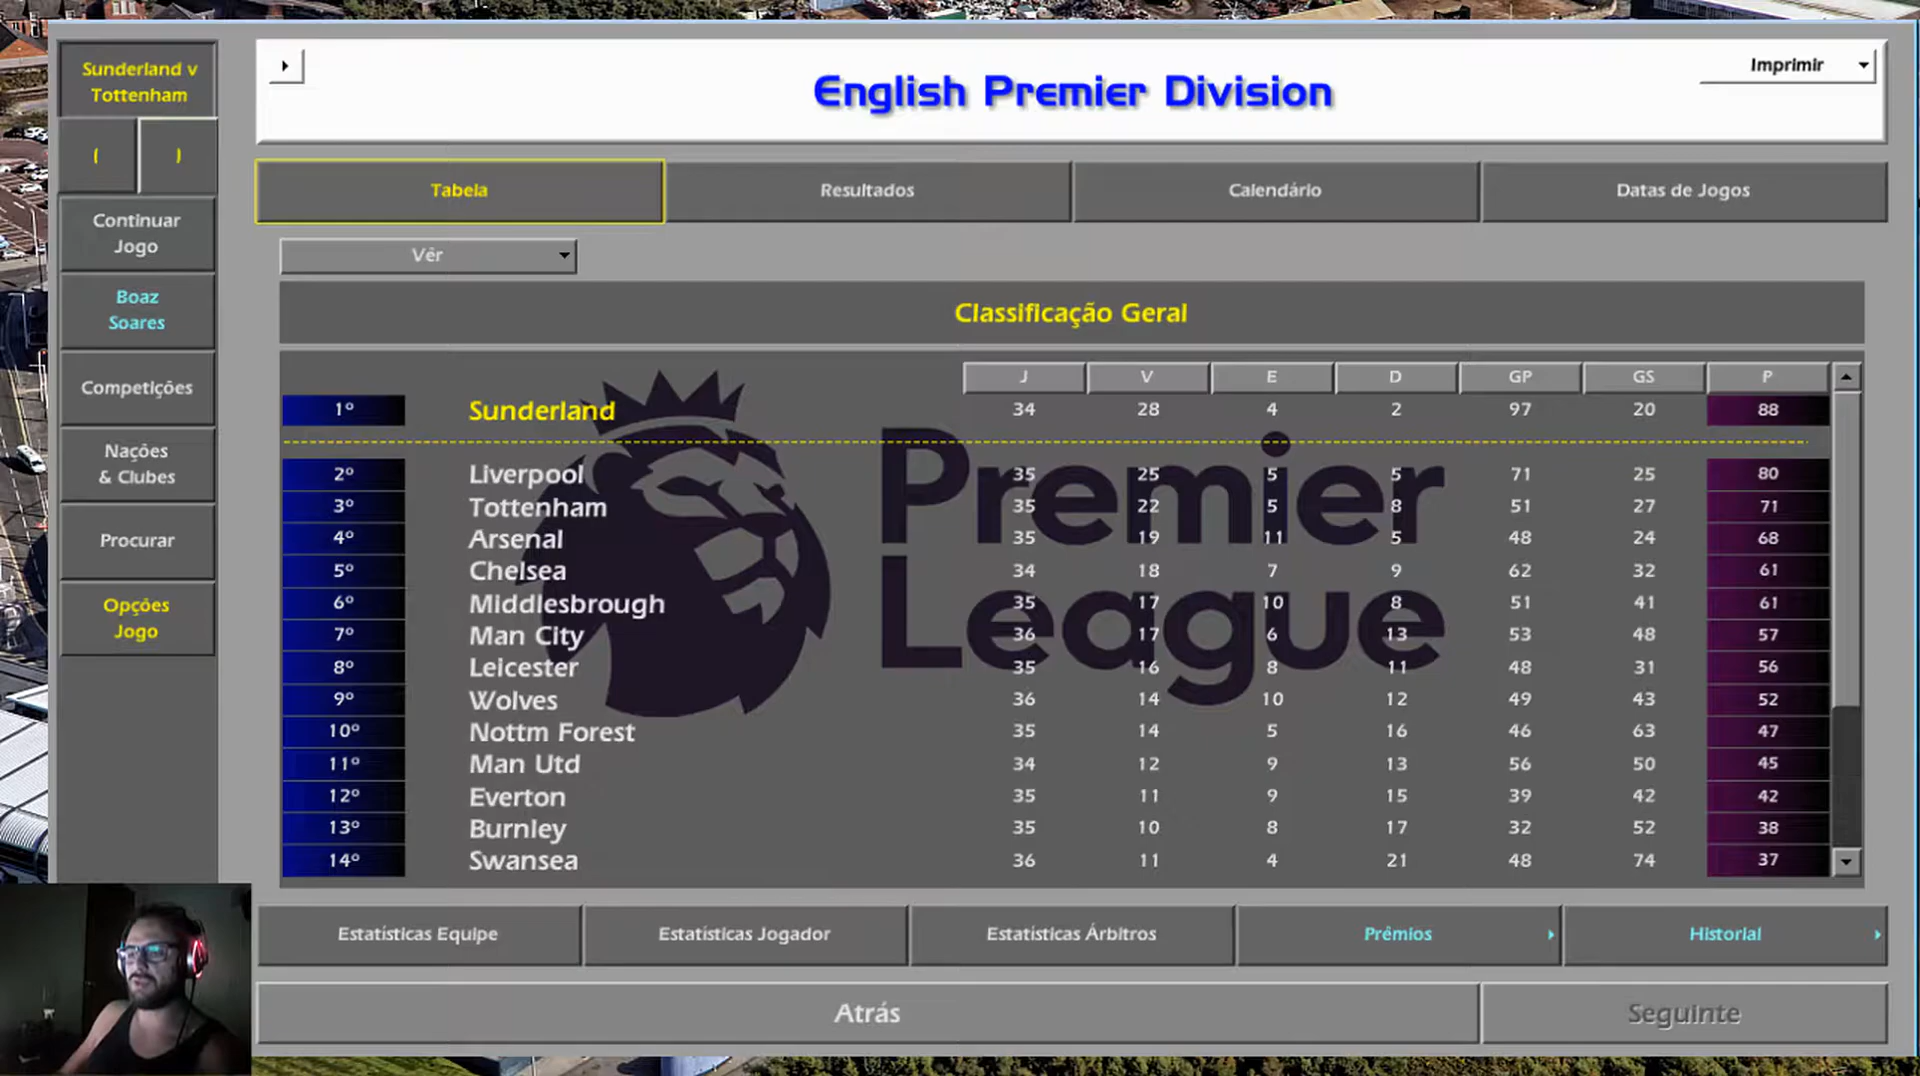 Sunderland v
Tottenham
Continuar
Jogo
Boaz
Soares
Competições
Nações
& Clubes
Procurar
Opções
Jogo
English Premier Division
Imprimir
Tabela Resultados Calendário Datas de Jogos
Vêr
Classificação Geral
J V E D GP GS P
1º Sunderland 34 28 4 2 97 20 88
2º Liverpool 35 25 5 5 71 25 80
3º Tottenham 35 22 5 8 51 27 71
4º Arsenal 35 19 11 5 48 24 68
5º Chelsea 34 18 7 9 62 32 61
6º Middlesbrough 35 17 10 8 51 41 61
7º Man City 36 17 6 13 53 48 57
8º Leicester 35 16 8 11 48 31 56
9º Wolves 36 14 10 12 49 43 52
10º Nottm Forest 35 14 5 16 46 63 47
11º Man Utd 34 12 9 13 56 50 45
12º Everton 35 11 9 15 39 42 42
13º Burnley 35 10 8 17 32 52 38
14º Swansea 36 11 4 21 48 74 37
Premier
League
Estatísticas Equipe Estatísticas Jogador Estatísticas Árbitros Prêmios Historial
Atrás Seguinte